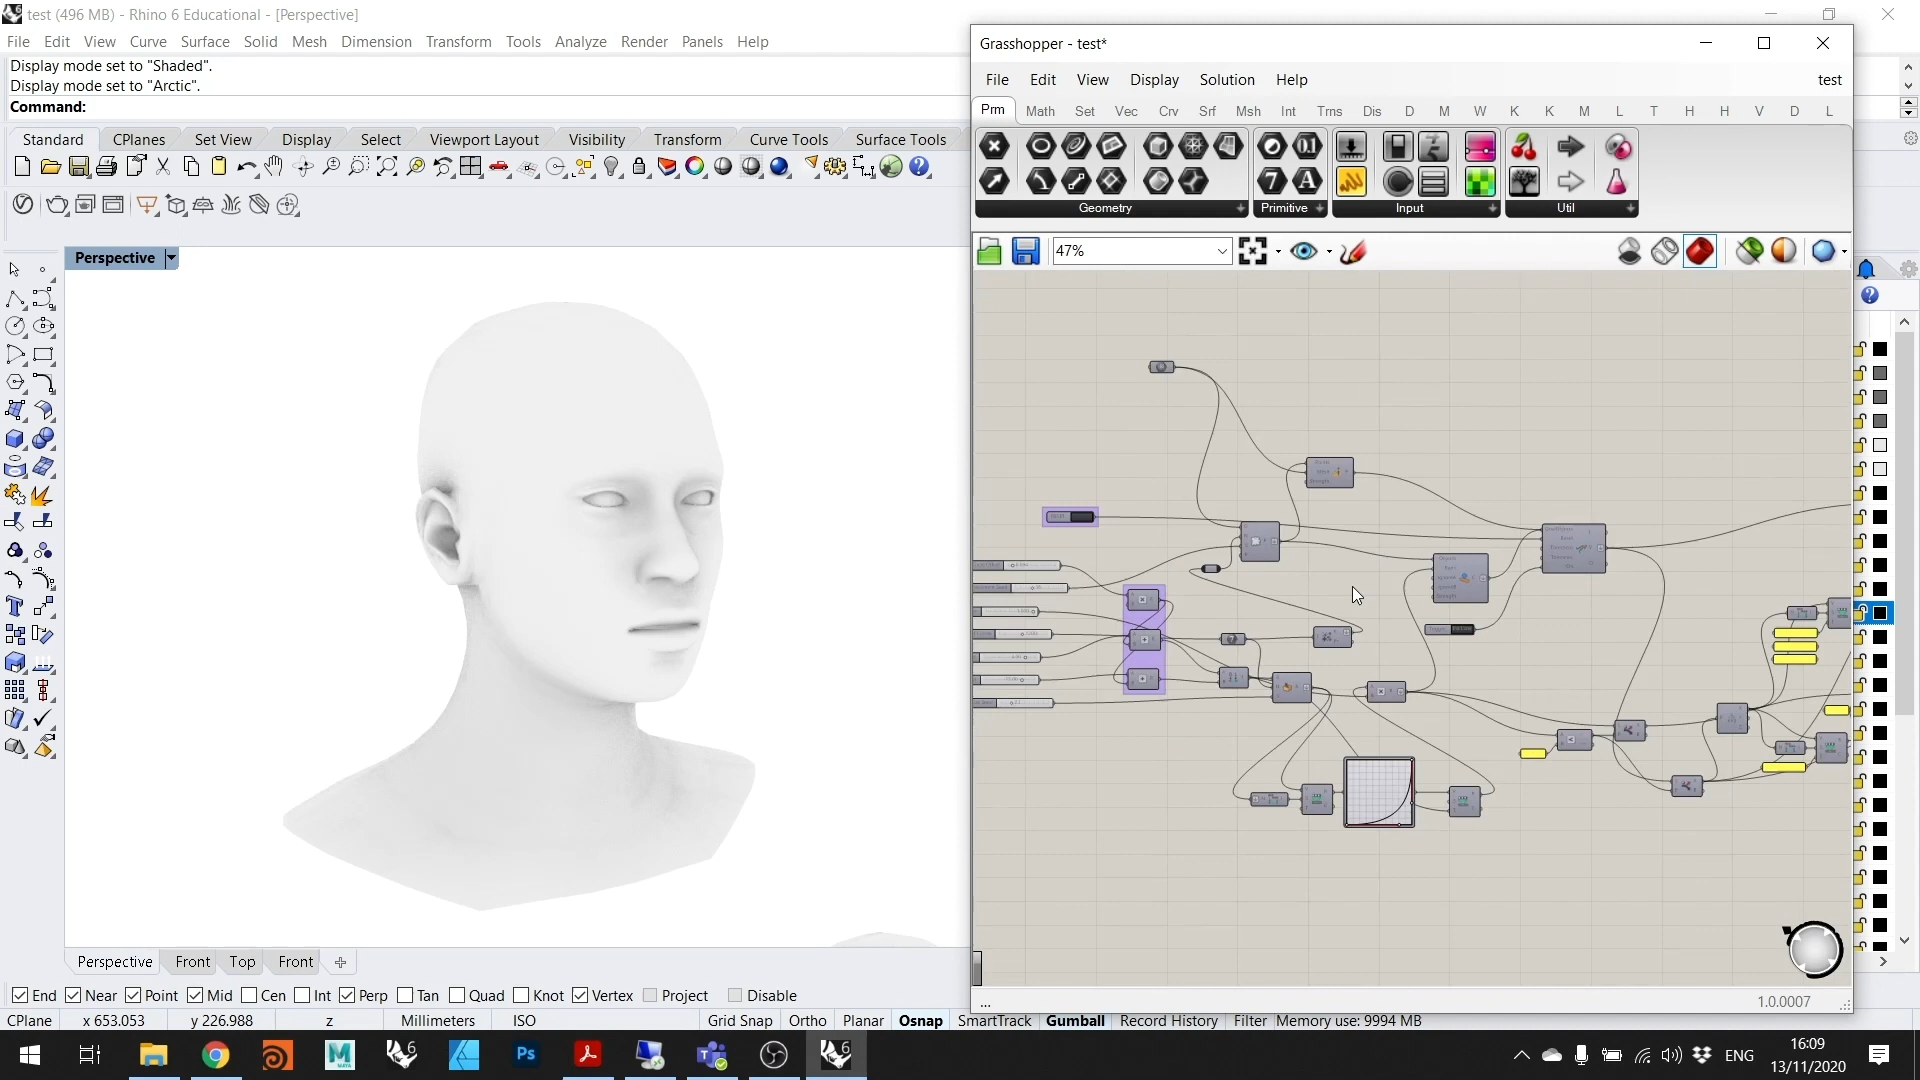 test (496 MB) - Rhino 6 Educational - [Perspective]
File Edit View Curve Surface Solid Mesh Dimension Transform Tools Analyze Render Panels Help
Display mode set to "Shaded".
Display mode set to "Arctic".
Command:
Standard CPlanes Set View Display Select Viewport Layout Visibility Transform Curve Tools Surface Tools
Perspective
Grasshopper - test*
File Edit View Display Solution Help test
Prm Math Set Vec Crv Srf Msh Int Trns Dis D M W K K M L T H H V D L
Geometry Primitive Input Util
47%
Perspective Front Top Front
End Near Point Mid Cen Int Perp Tan Quad Knot Vertex Project Disable
... 1.0.0007
CPlane x 653.053 y 226.988 z Millimeters ISO Grid Snap Ortho Planar Osnap SmartTrack Gumball Record History Filter Memory use: 9994 MB
6 Ps 6 ENG 16:09
13/11/2020